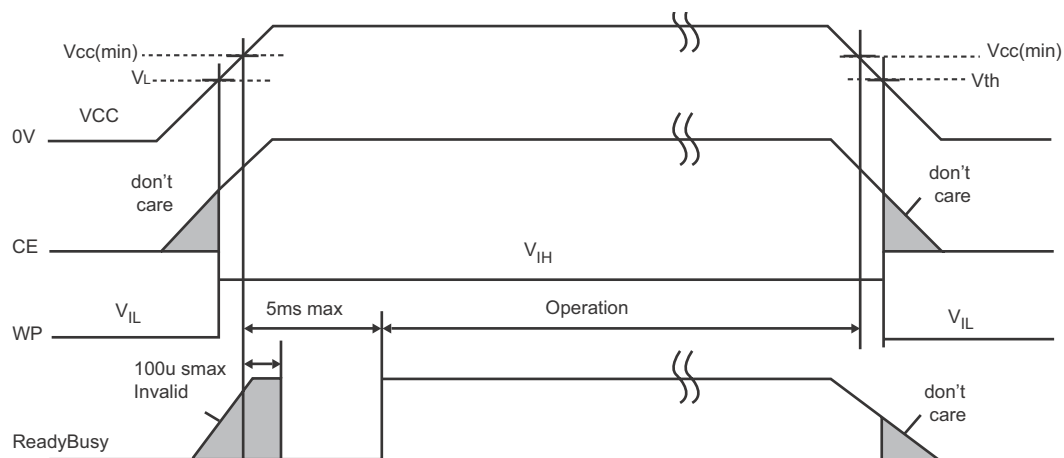 Vcc(min)
VL
VCC
0V
Vcc(min)
Vth
don't
care
don't
care
CE
VIH
VIL
5ms max
Operation
VIL
WP
100u smax
Invalid
don't
care
ReadyBusy